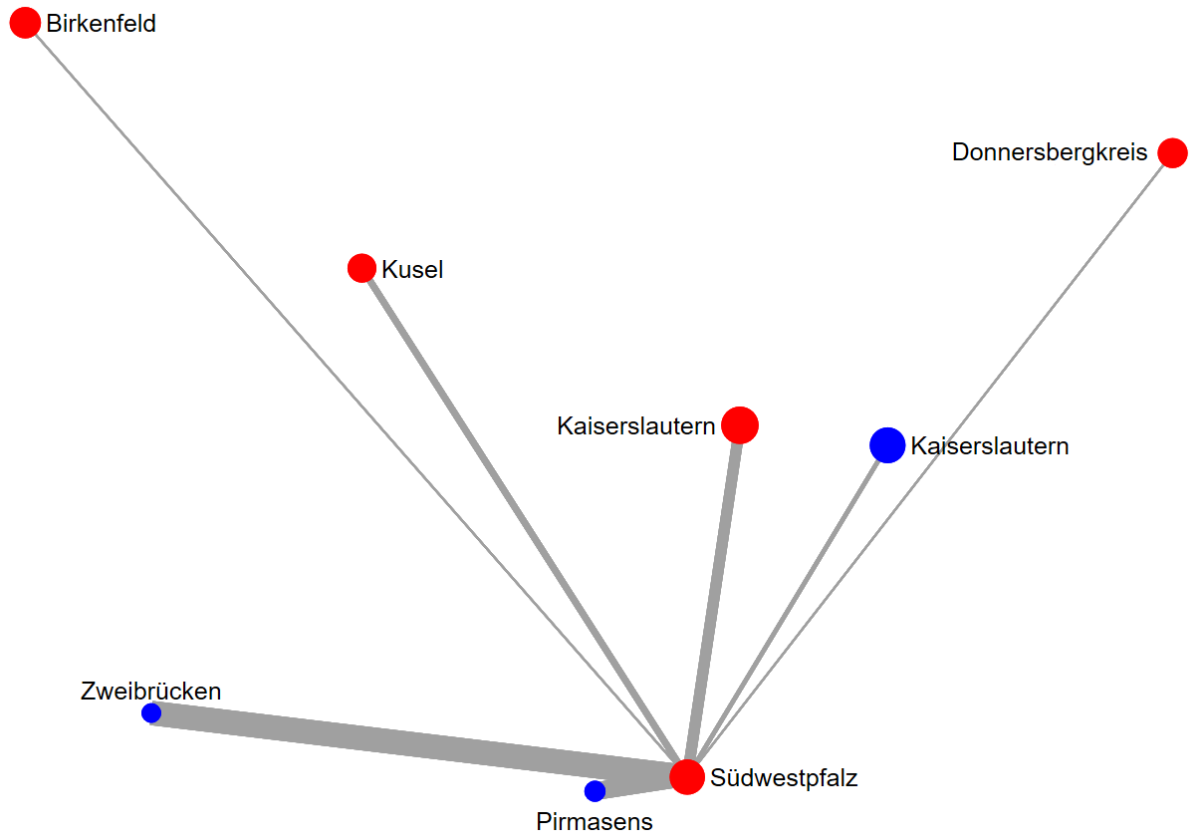 Birkenfeld
Donnersbergkreis
Kusel
Kaiserslautern
Kaiserslautern
Zweibrücken
Südwestpfalz
Pirmasens